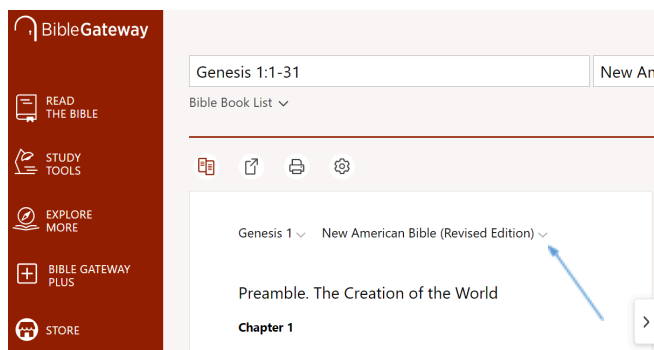 BibleGateway
Genesis 1:1-31
New Am
Bible Book List
READ
THE BIBLE
STUDY
TOOLS
EXPLORE
MORE
BIBLE GATEWAY
PLUS
STORE
Genesis 1
New American Bible (Revised Edition)
Preamble. The Creation of the World
Chapter 1